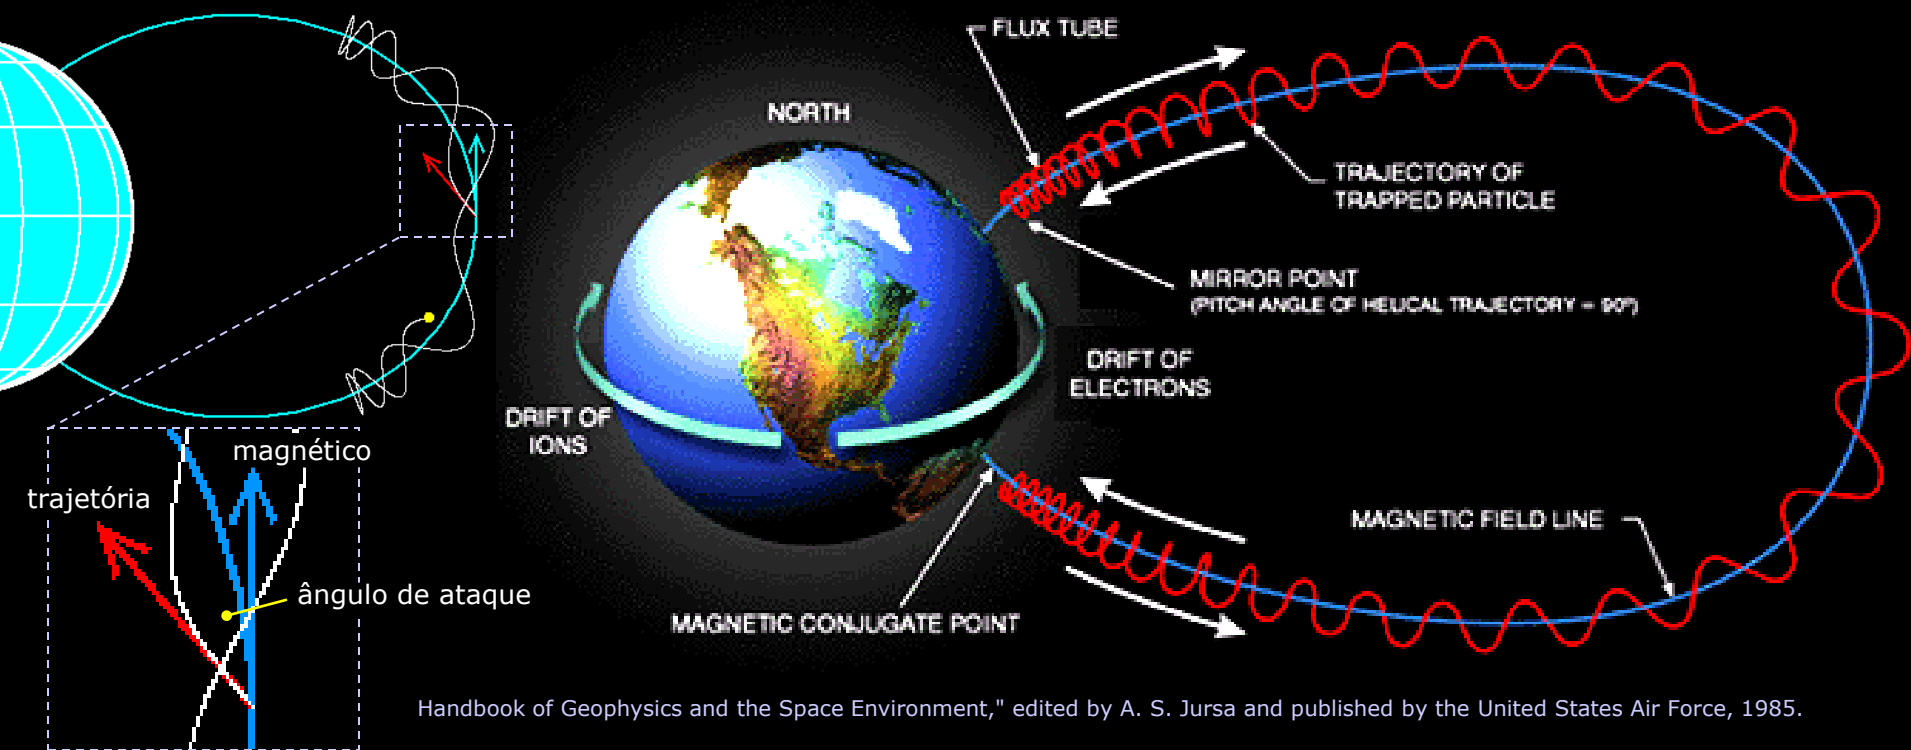 FLUX TUBE
NORTH
TRAJECTORY OF
TRAPPED PARTICLE
MIRROR POINT
(PITCH ANGLE OF HELICAL TRAJECTORY = 90º)
DRIFT OF
ELECTRONS
DRIFT OF
IONS
magnético
trajetória
MAGNETIC FIELD LINE
ângulo de ataque
MAGNETIC CONJUGATE POINT
Handbook of Geophysics and the Space Environment," edited by A. S. Jursa and published by the United States Air Force, 1985.